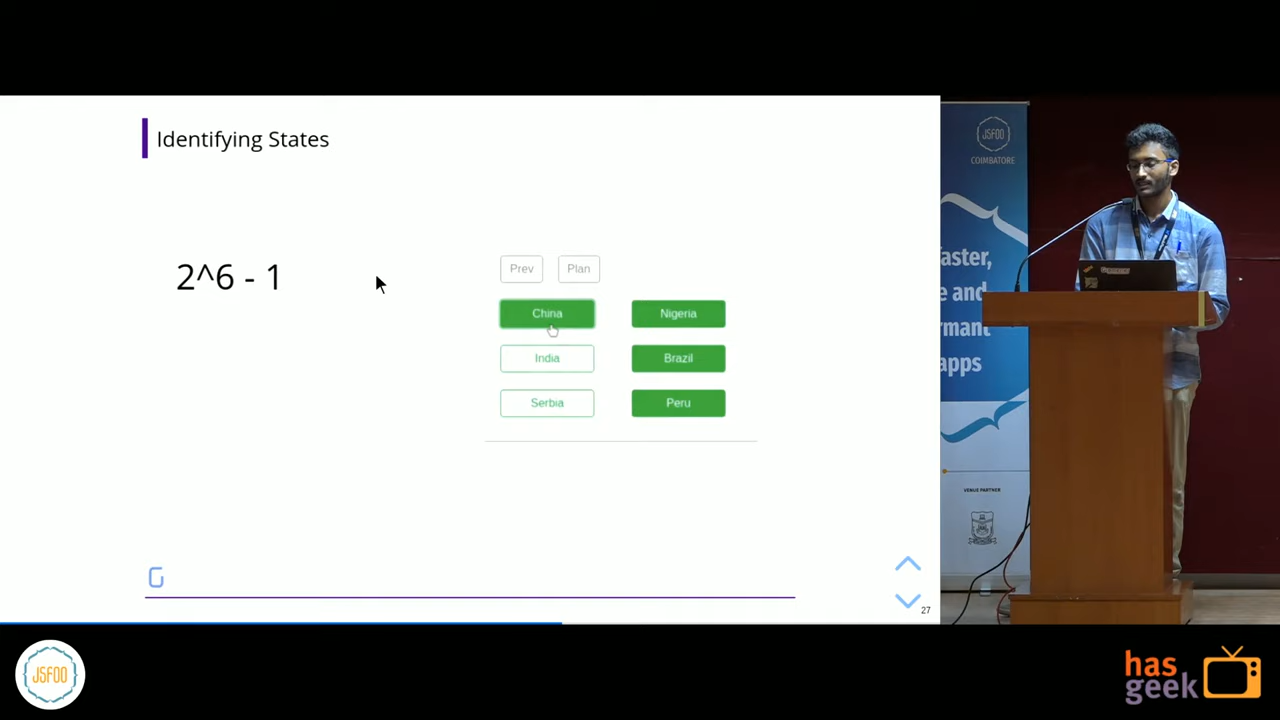 Identifying States
2^6 - 1
Prev Plan
China Nigeria
India Brazil
Serbia Peru
27
JSFOO
COIMBATORE
aster,
e and
rmant
apps
VENUE PARTNER
JSFOO
has
geek